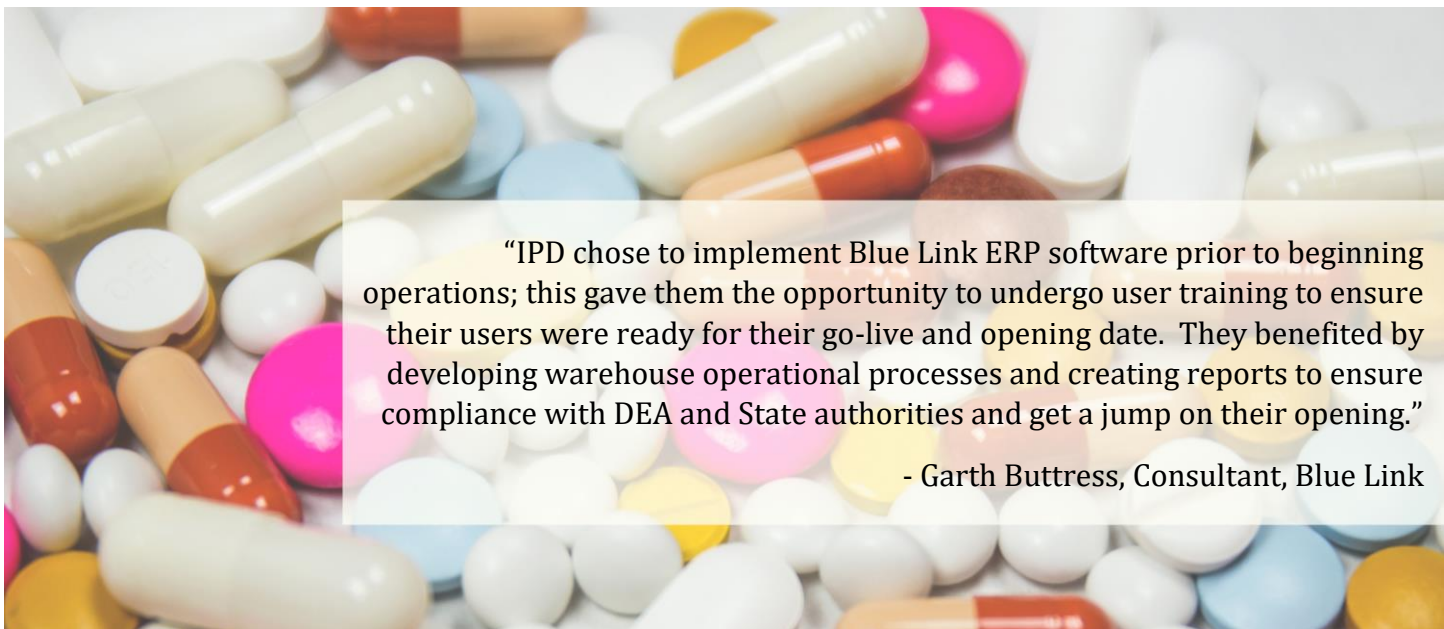 “IPD chose to implement Blue Link ERP software prior to beginning
operations; this gave them the opportunity to undergo user training to ensure
their users were ready for their go-live and opening date.  They benefited by
developing warehouse operational processes and creating reports to ensure
compliance with DEA and State authorities and get a jump on their opening.”
- Garth Buttress, Consultant, Blue Link